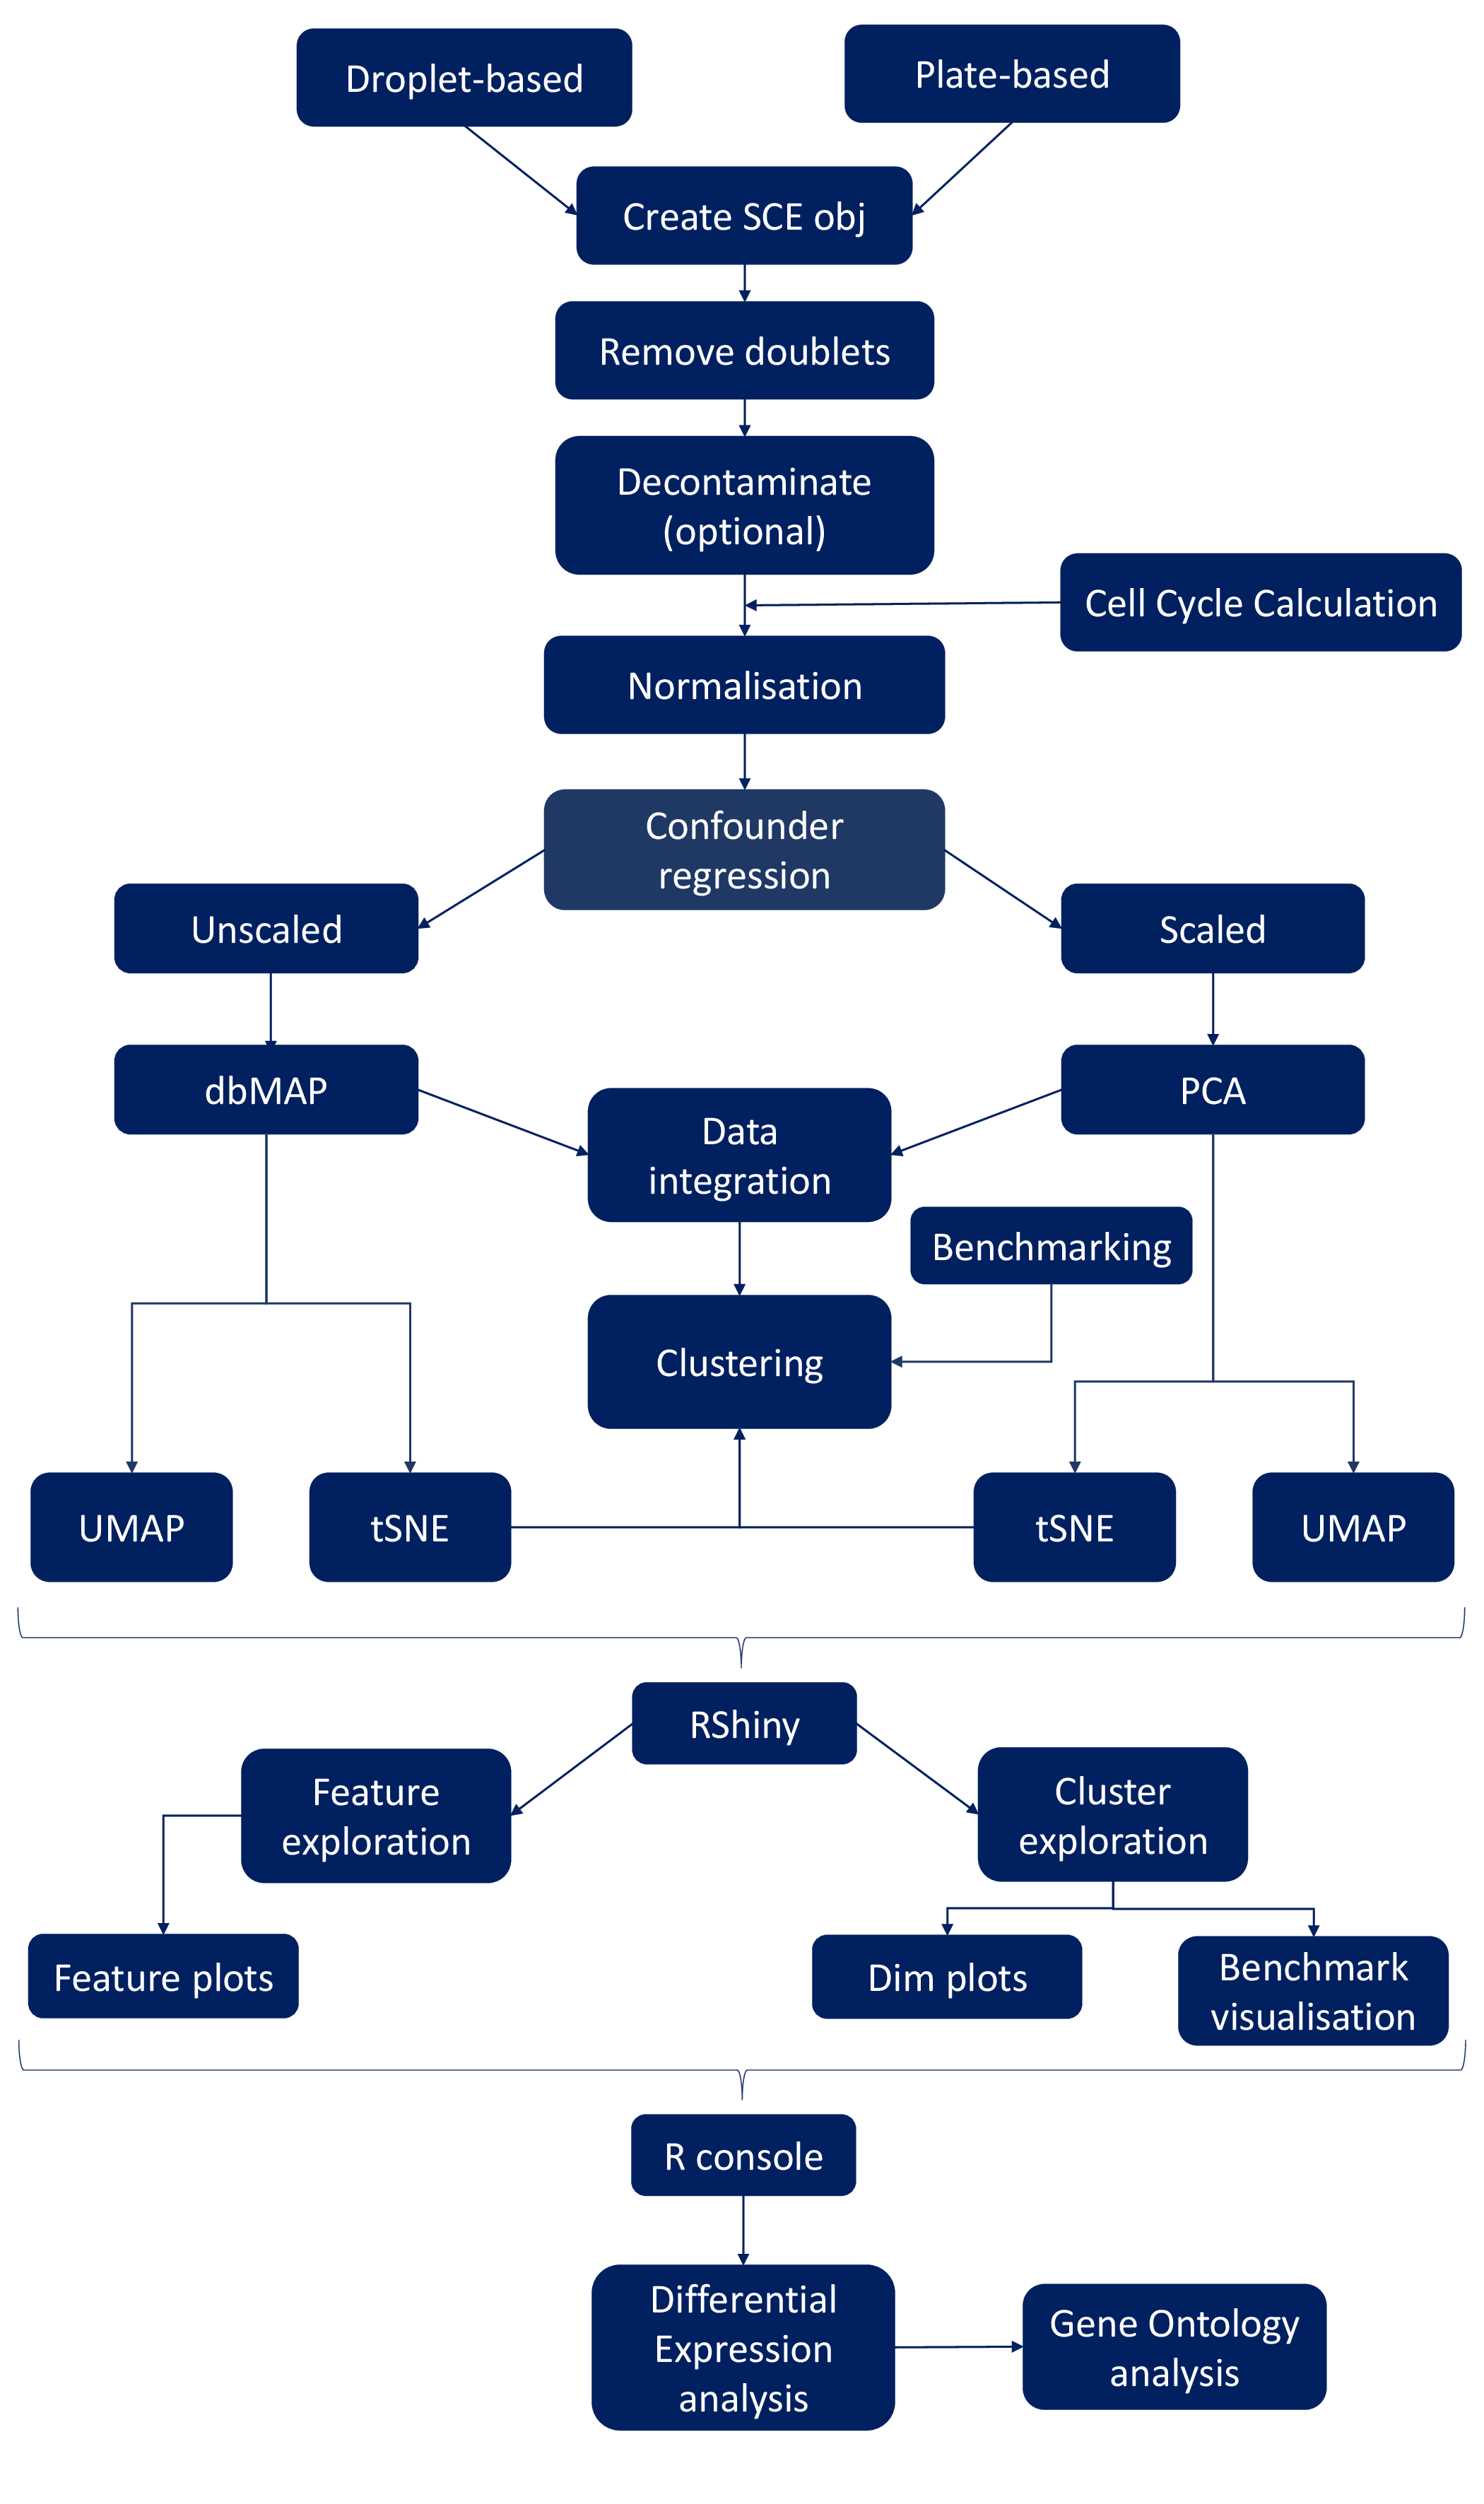 Droplet-based
Plate-based
Create SCE obj
Remove doublets
Decontaminate
(optional)
Cell Cycle Calculation
Normalisation
Confounder
regression
Unscaled
Scaled
dbMAP
PCA
Data
integration
Benchmarking
Clustering
UMAP
tSNE
tSNE
UMAP
RShiny
Feature
exploration
Cluster
exploration
Feature plots
Dim plots
Benchmark
visualisation
R console
Differential
Expression
analysis
Gene Ontology
analysis